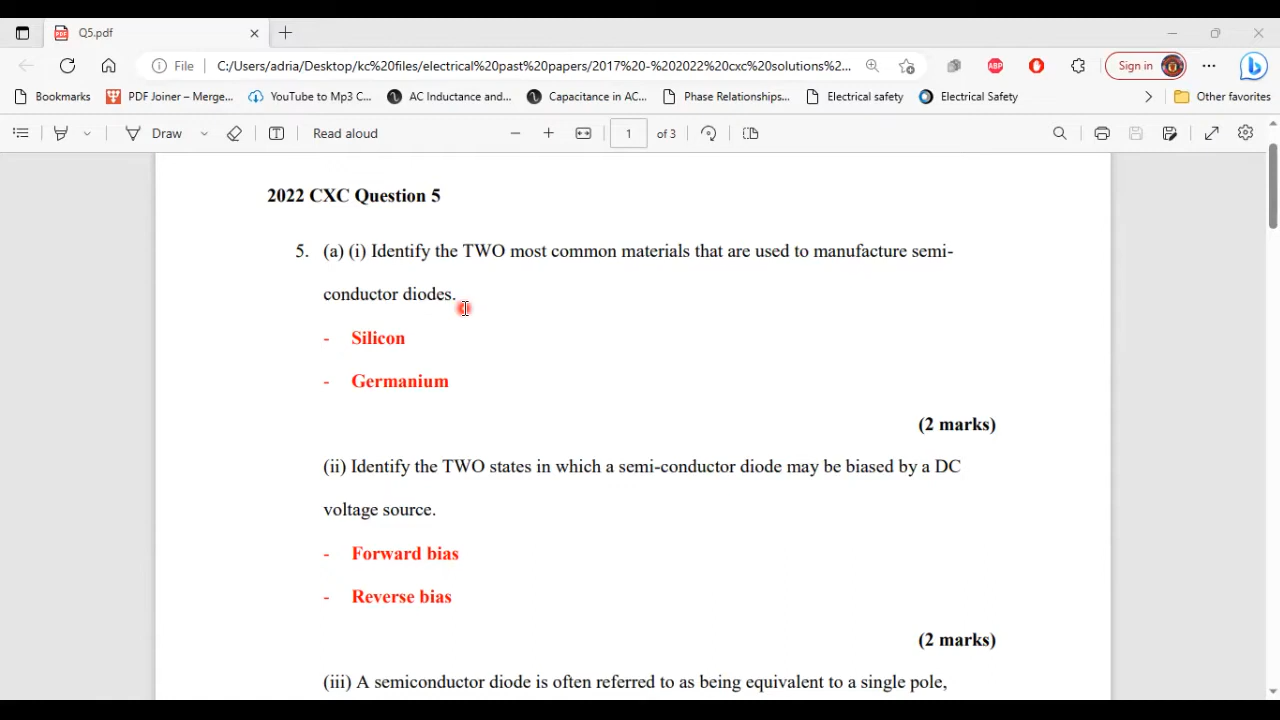 Q5.pdf
File
C:/Users/adria/Desktop/kc%20files/electrical%20past%20papers/2017%20-%202022%20cxc%20solutions%2...
ABP
Sign in
Bookmarks
PDF Joiner – Merge...
YouTube to Mp3 C...
AC Inductance and...
Capacitance in AC...
Phase Relationships...
Electrical safety
Electrical Safety
Other favorites
Draw
Read aloud
1 of 3
2022 CXC Question 5
5. (a) (i) Identify the TWO most common materials that are used to manufacture semi-
conductor diodes.
- Silicon
- Germanium
(2 marks)
(ii) Identify the TWO states in which a semi-conductor diode may be biased by a DC
voltage source.
- Forward bias
- Reverse bias
(2 marks)
(iii) A semiconductor diode is often referred to as being equivalent to a single pole,